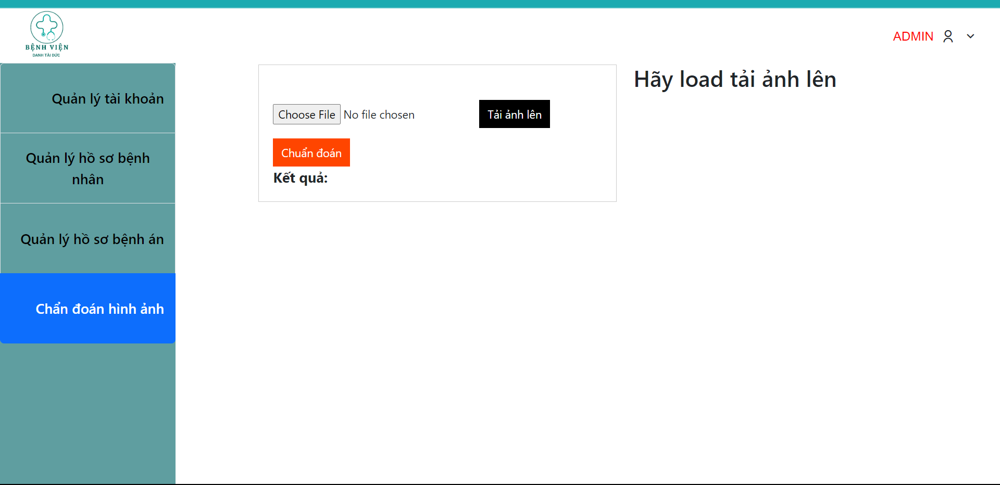 BỆNH VIỆN
DANH TÀI ĐỨC
ADMIN
Quản lý tài khoản
Quản lý hồ sơ bệnh
nhân
Quản lý hồ sơ bệnh án
Chẩn đoán hình ảnh
Choose File No file chosen
Tải ảnh lên
Chuẩn đoán
Kết quả:
Hãy load tải ảnh lên